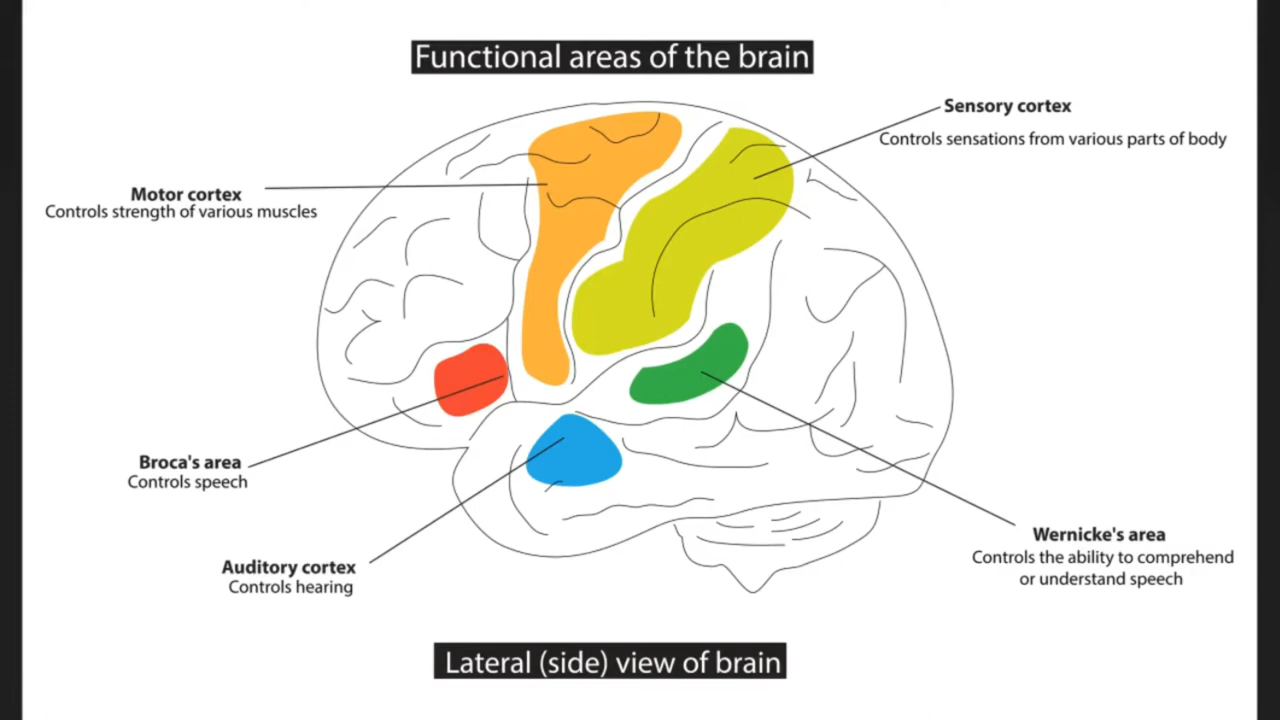 Functional areas of the brain
Sensory cortex
Controls sensations from various parts of body
Motor cortex
Controls strength of various muscles
Broca's area
Controls speech
Auditory cortex
Controls hearing
Wernicke's area
Controls the ability to comprehend
or understand speech
Lateral (side) view of brain